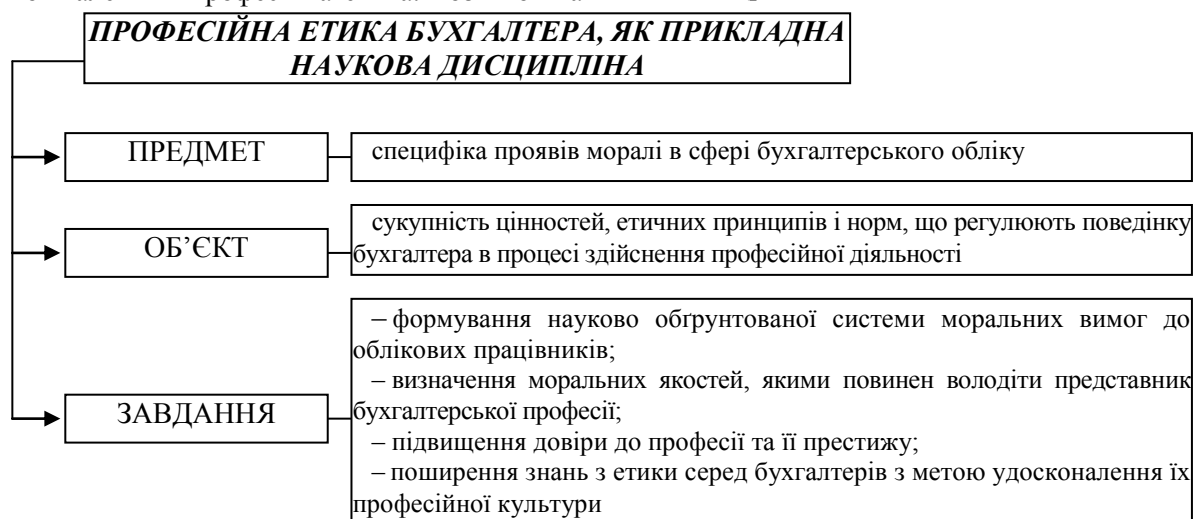 ПРОФЕСІЙНА ЕТИКА БУХГАЛТЕРА, ЯК ПРИКЛАДНА
НАУКОВА ДИСЦИПЛІНА
ПРЕДМЕТ
специфіка проявів моралі в сфері бухгалтерського обліку
ОБ’ЄКТ
сукупність цінностей, етичних принципів і норм, що регулюють поведінку
бухгалтера в процесі здійснення професійної діяльності
ЗАВДАННЯ
– формування науково обґрунтованої системи моральних вимог до
облікових працівників;
– визначення моральних якостей, якими повинен володіти представник
бухгалтерської професії;
– підвищення довіри до професії та її престижу;
– поширення знань з етики серед бухгалтерів з метою удосконалення їх
професійної культури